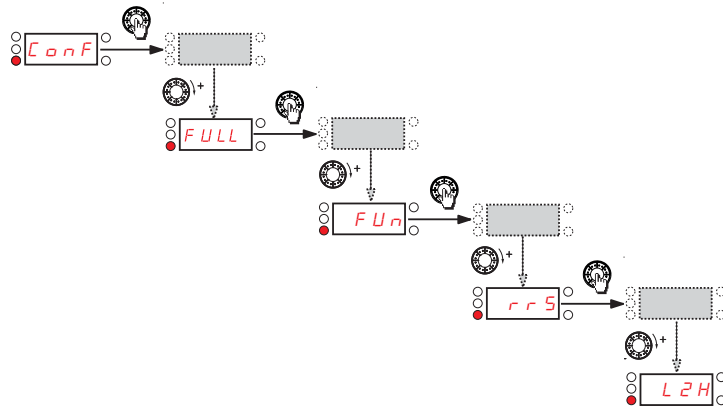 ConF
+
FULL
+
FUn
+
rrS
+
L2H